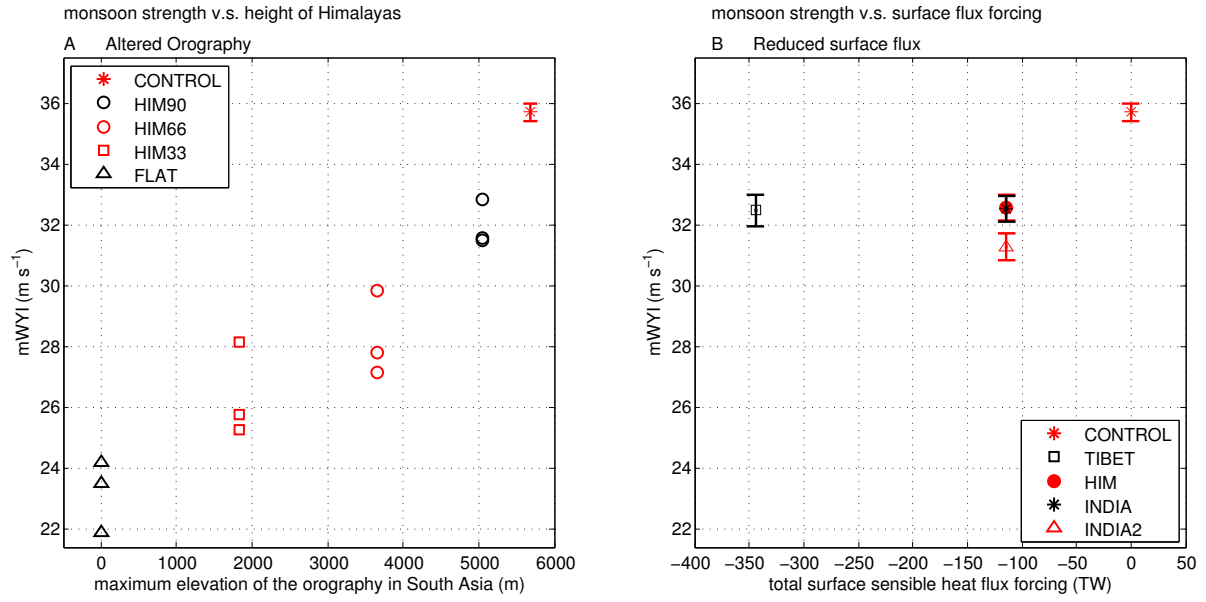 monsoon strength v.s. height of Himalayas
A Altered Orography
CONTROL
HIM90
HIM66
HIM33
FLAT
36
34
32
30
28
26
24
22
mWYI (m s⁻¹)
0 1000 2000 3000 4000 5000 6000
maximum elevation of the orography in South Asia (m)
monsoon strength v.s. surface flux forcing
B Reduced surface flux
36
34
32
30
28
26
24
22
mWYI (m s⁻¹)
CONTROL
TIBET
HIM
INDIA
INDIA2
−400 −350 −300 −250 −200 −150 −100 −50 0 50
total surface sensible heat flux forcing (TW)